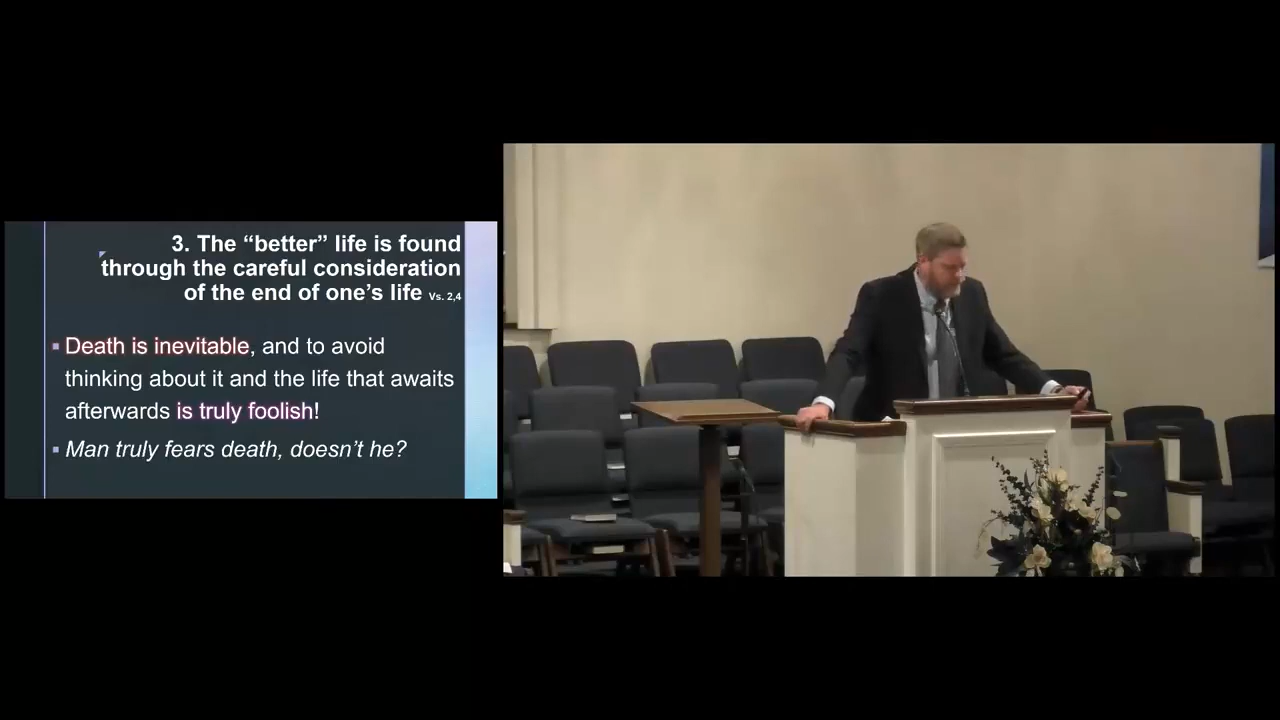 3. The “better” life is found
through the careful consideration
of the end of one’s life Vs. 2,4
▪ Death is inevitable, and to avoid
thinking about it and the life that awaits
afterwards is truly foolish!
▪ Man truly fears death, doesn’t he?